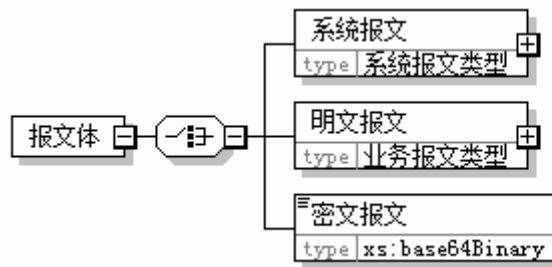 系统报文
type 系统报文类型
报文体
明文报文
type 业务报文类型
密文报文
type xs:base64Binary